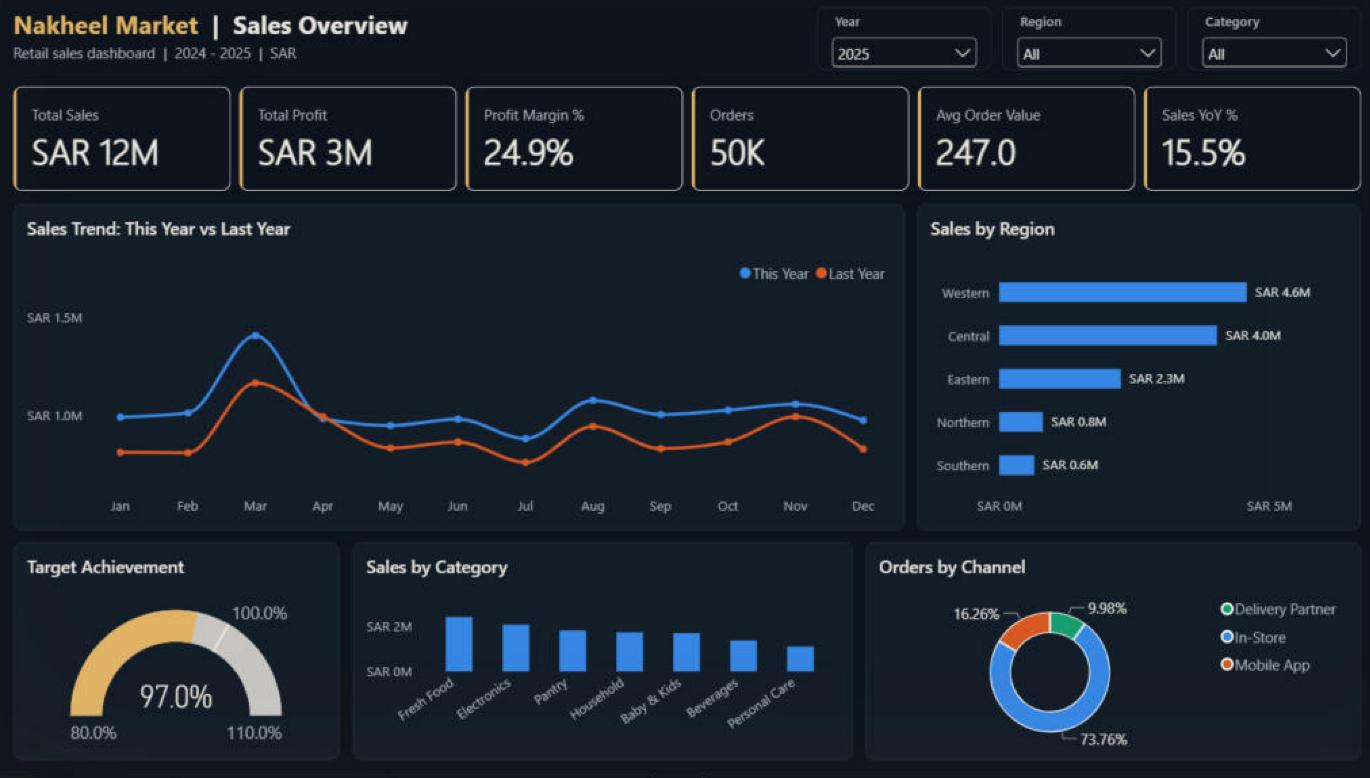 Nakheel Market | Sales Overview
Retail sales dashboard | 2024 - 2025 | SAR
Year
2025
Region
All
Category
All
Total Sales
SAR 12M
Total Profit
SAR 3M
Profit Margin %
24.9%
Orders
50K
Avg Order Value
247.0
Sales YoY %
15.5%
Sales Trend: This Year vs Last Year
This Year
Last Year
SAR 1.5M
SAR 1.0M
Jan Feb Mar Apr May Jun Jul Aug Sep Oct Nov Dec
Sales by Region
Western SAR 4.6M
Central SAR 4.0M
Eastern SAR 2.3M
Northern SAR 0.8M
Southern SAR 0.6M
SAR 0M SAR 5M
Target Achievement
100.0%
97.0%
80.0% 110.0%
Sales by Category
SAR 2M
SAR 0M
Fresh Food
Electronics
Pantry
Household
Baby & Kids
Beverages
Personal Care
Orders by Channel
16.26%
9.98%
73.76%
Delivery Partner
In-Store
Mobile App